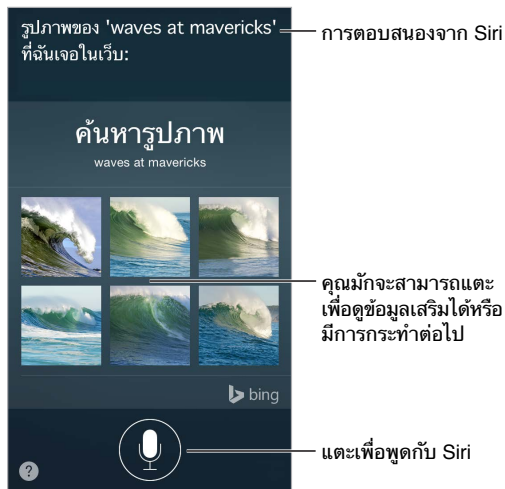 รูปภาพของ 'waves at mavericks'
ที่ฉันเจอในเว็บ:
การตอบสนองจาก Siri
ค้นหารูปภาพ
waves at mavericks
คุณมักจะสามารถแตะ
เพื่อดูข้อมูลเสริมได้หรือ
มีการกระทำต่อไป
bing
แตะเพื่อพูดกับ Siri
?